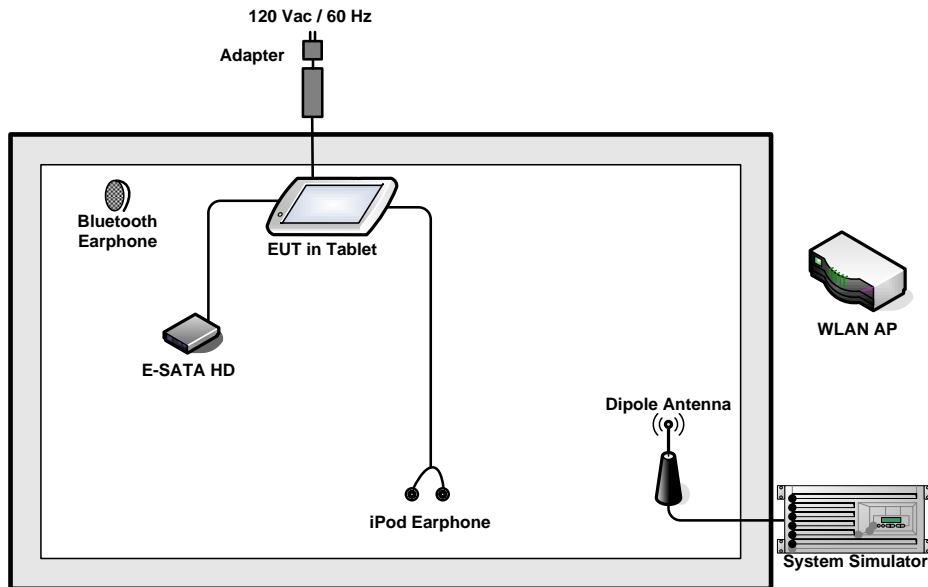 120 Vac / 60 Hz
Adapter
Bluetooth
Earphone
EUT in Tablet
E-SATA HD
WLAN AP
Dipole Antenna
iPod Earphone
System Simulator